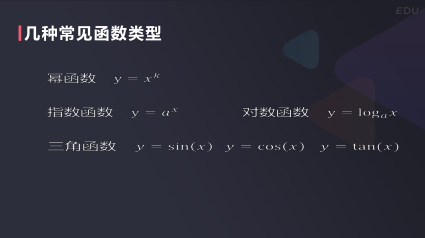 EDU
几种常见函数类型
幂函数 y = x^k
指数函数 y = a^x 对数函数 y = log_a x
三角函数 y = sin(x) y = cos(x) y = tan(x)